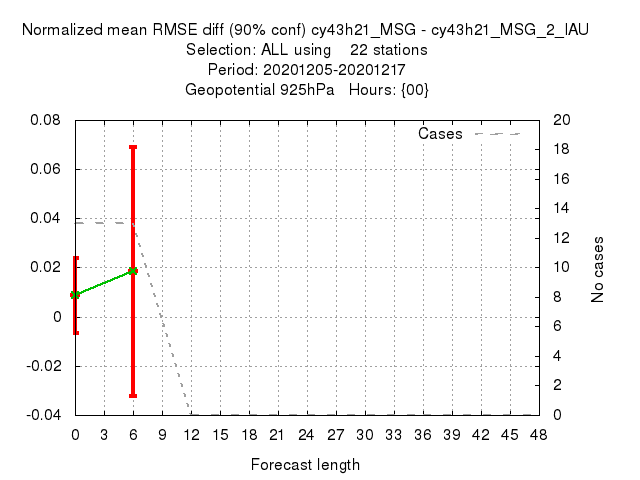 Normalized mean RMSE diff (90% conf) cy43h21_MSG - cy43h21_MSG_2_IAU
Selection: ALL using    22 stations
Period: 20201205-20201217
Geopotential 925hPa   Hours: {00}
Cases
0.08
0.06
0.04
0.02
0
-0.02
-0.04
20
18
16
14
12
10
8
6
4
2
0
No cases
0 3 6 9 12 15 18 21 24 27 30 33 36 39 42 45 48
Forecast length